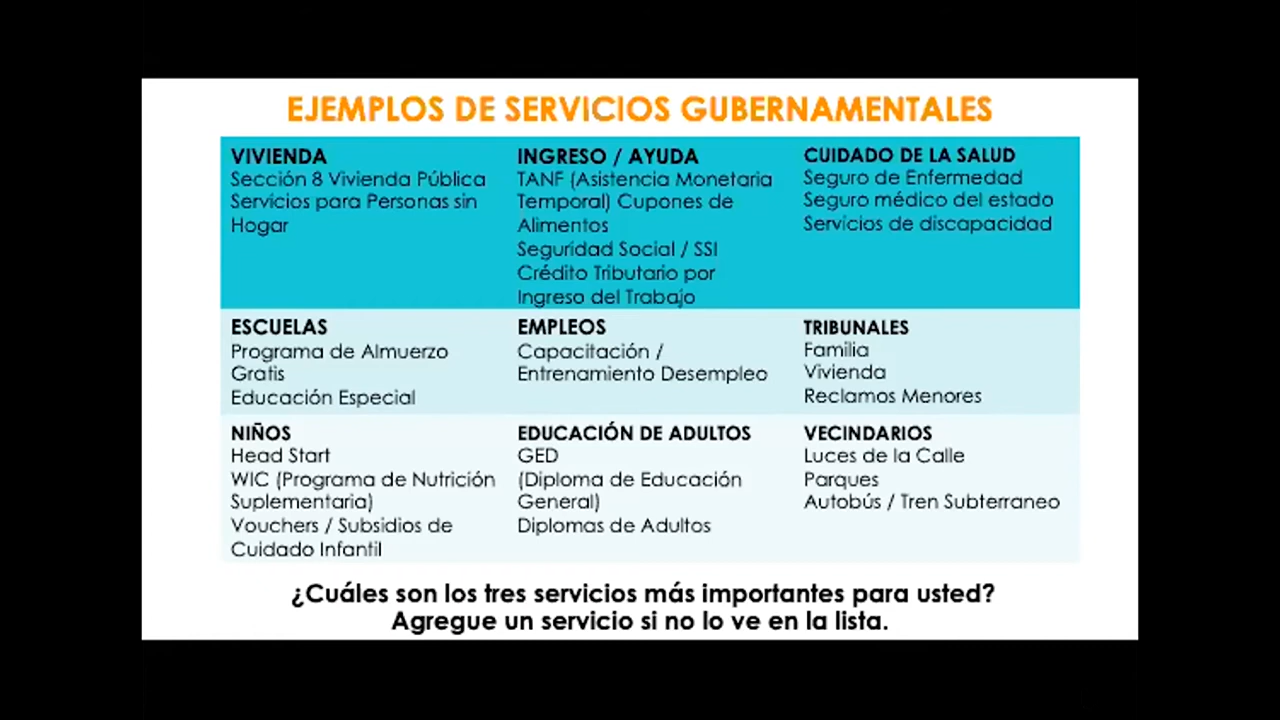 EJEMPLOS DE SERVICIOS GUBERNAMENTALES
VIVIENDA
Sección 8 Vivienda Pública
Servicios para Personas sin
Hogar
INGRESO / AYUDA
TANF (Asistencia Monetaria
Temporal) Cupones de
Alimentos
Seguridad Social / SSI
Crédito Tributario por
Ingreso del Trabajo
CUIDADO DE LA SALUD
Seguro de Enfermedad
Seguro médico del estado
Servicios de discapacidad
ESCUELAS
Programa de Almuerzo
Gratis
Educación Especial
EMPLEOS
Capacitación /
Entrenamiento Desempleo
TRIBUNALES
Familia
Vivienda
Reclamos Menores
NIÑOS
Head Start
WIC (Programa de Nutrición
Suplementaria)
Vouchers / Subsidios de
Cuidado Infantil
EDUCACIÓN DE ADULTOS
GED
(Diploma de Educación
General)
Diplomas de Adultos
VECINDARIOS
Luces de la Calle
Parques
Autobús / Tren Subterraneo
¿Cuáles son los tres servicios más importantes para usted?
Agregue un servicio si no lo ve en la lista.